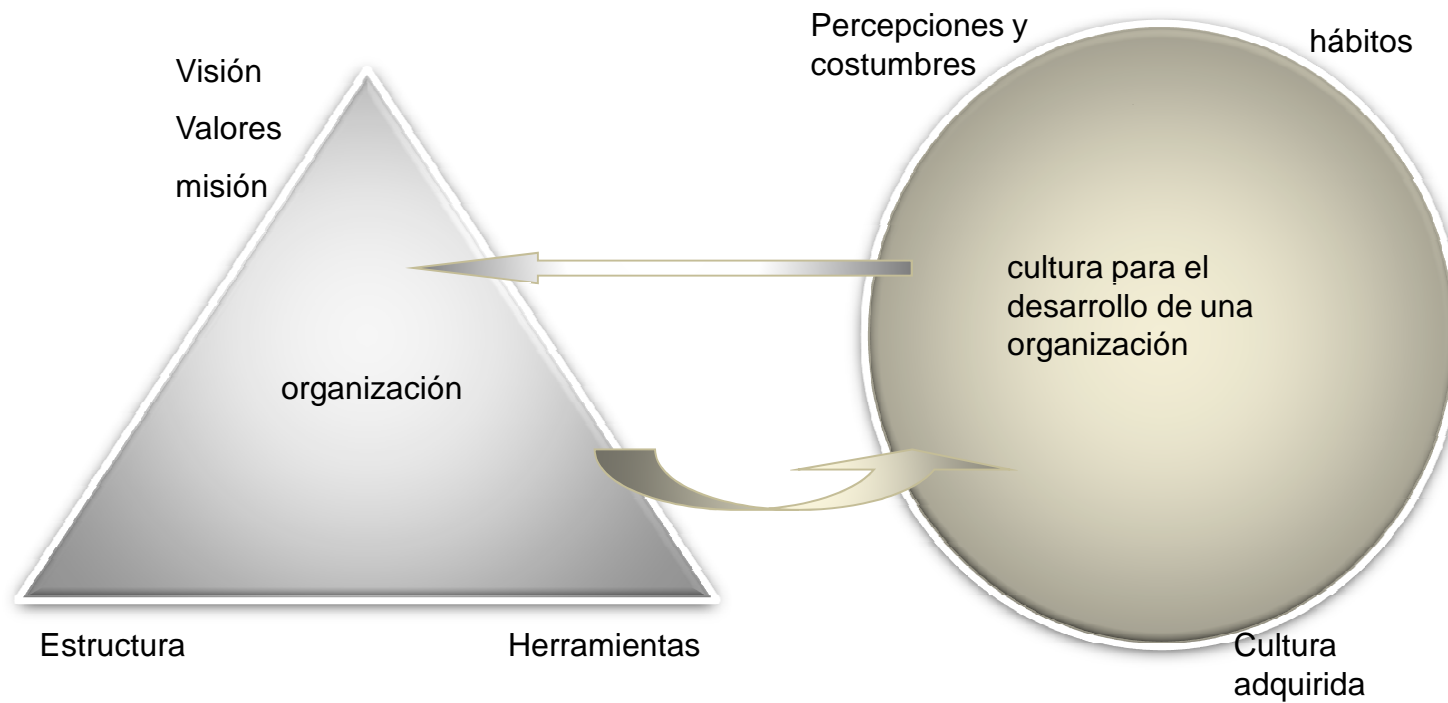 Visión
Valores
misión
organización
Estructura
Herramientas
Percepciones y
costumbres
hábitos
cultura para el
desarrollo de una
organización
Cultura
adquirida